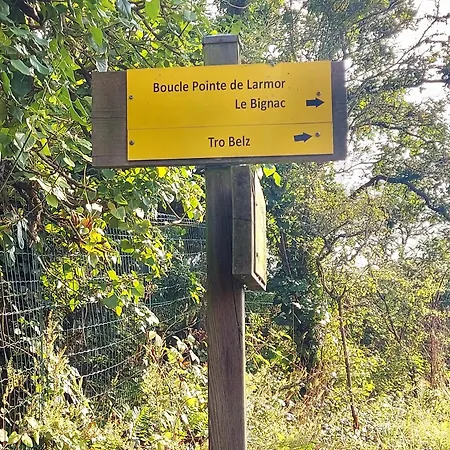 Boucle Pointe de Larmor
Le Bignac
Tro Belz